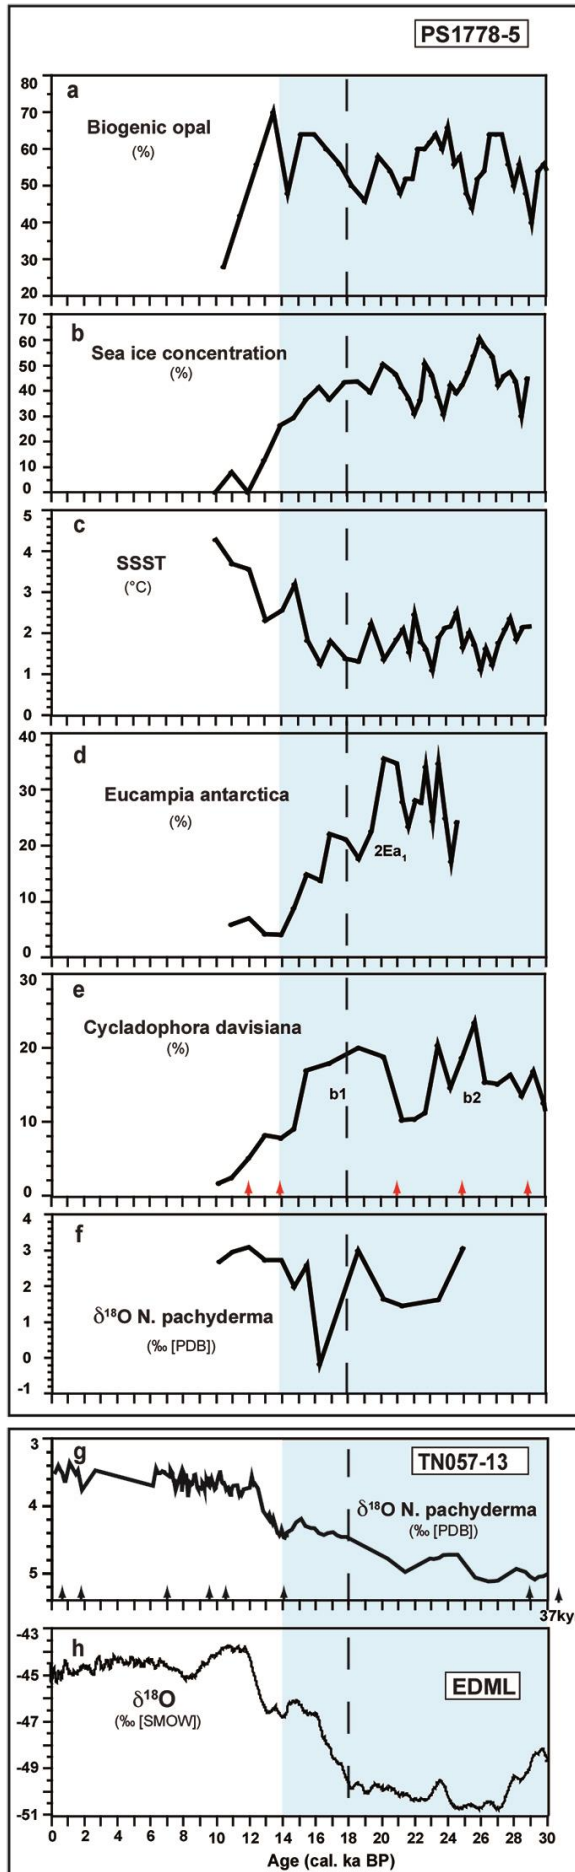 PS1778-5
a
Biogenic opal
(%)
80
70
60
50
40
30
20
b
Sea ice concentration
(%)
70
60
50
40
30
20
10
0
c
SSST
(°C)
5
4
3
2
1
0
d
Eucampia antarctica
(%)
2Ea₁
40
30
20
10
0
e
Cycladophora davisiana
(%)
b1
b2
30
20
10
0
f
δ¹⁸O N. pachyderma
(‰ [PDB])
4
3
2
1
0
-1
g
TN057-13
δ¹⁸O N. pachyderma
(‰ [PDB])
3
4
5
37ky
h
EDML
δ¹⁸O
(‰ [SMOW])
-43
-45
-47
-49
-51
0 2 4 6 8 10 12 14 16 18 20 22 24 26 28 30
Age (cal. ka BP)